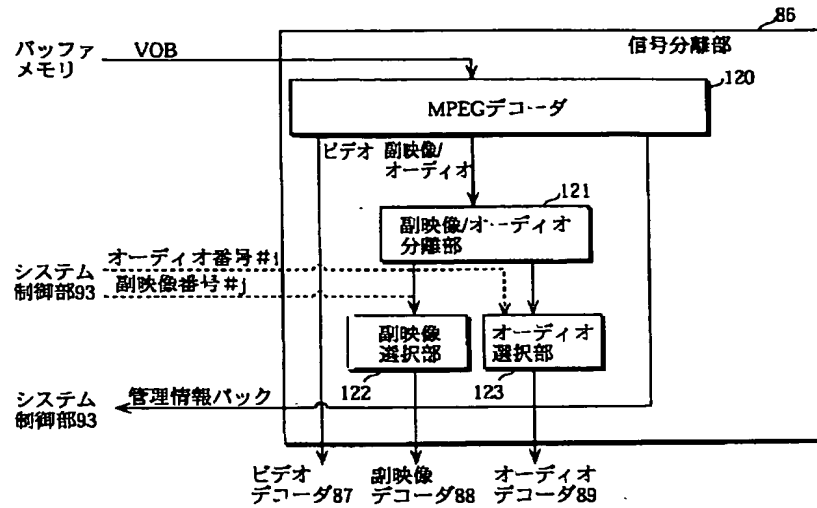 86
信号分離部
バッファ
メモリ
VOB
120
MPEGデコーダ
ビデオ
副映像/
オーディオ
121
副映像/オーディオ
分離部
オーディオ番号#i
システム
制御部93
副映像番号#j
副映像
選択部
オーディオ
選択部
122
123
システム
制御部93
管理情報パック
ビデオ
デコーダ87
副映像
デコーダ88
オーディオ
デコーダ89